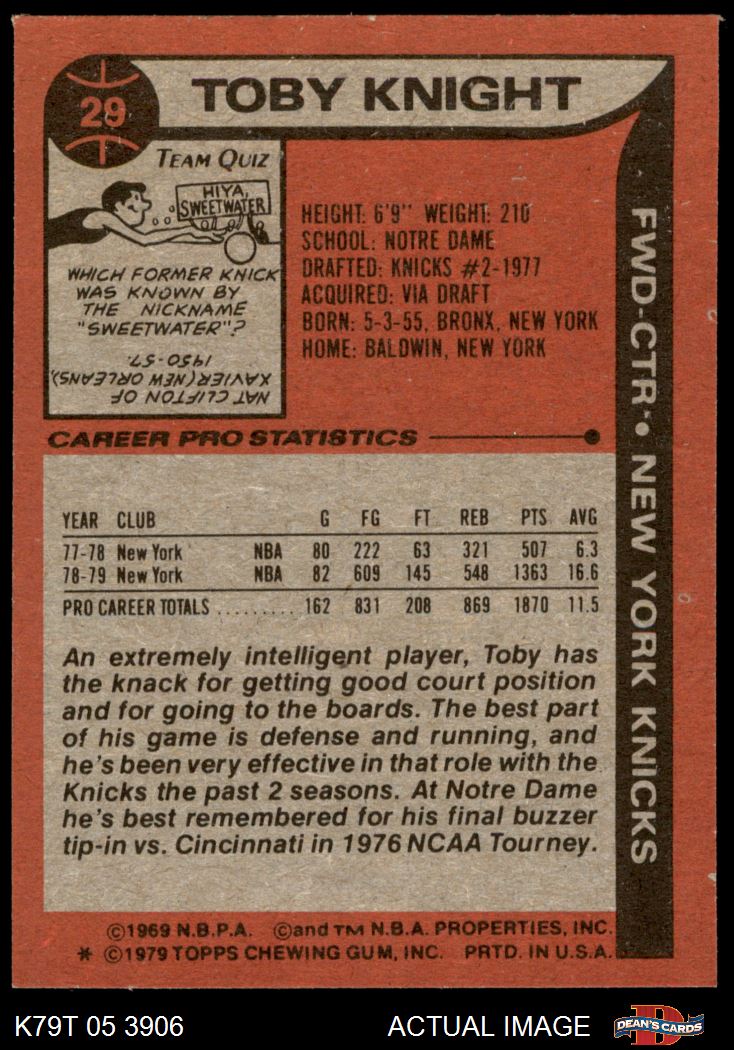 29
TOBY KNIGHT
TEAM QUIZ
HIYA,
SWEETWATER
WHICH FORMER KNICK
WAS KNOWN BY
THE NICKNAME
"SWEETWATER"?
NAT CLIFTON OF
XAVIER (NEW ORLEANS),
1950-57.
HEIGHT: 6'9" WEIGHT: 210
SCHOOL: NOTRE DAME
DRAFTED: KNICKS #2-1977
ACQUIRED: VIA DRAFT
BORN: 5-3-55, BRONX, NEW YORK
HOME: BALDWIN, NEW YORK
FWD-CTR • NEW YORK KNICKS
CAREER PRO STATISTICS
YEAR CLUB G FG FT REB PTS AVG
77-78 New York NBA 80 222 63 321 507 6.3
78-79 New York NBA 82 609 145 548 1363 16.6
PRO CAREER TOTALS ......... 162 831 208 869 1870 11.5
An extremely intelligent player, Toby has
the knack for getting good court position
and for going to the boards. The best part
of his game is defense and running, and
he's been very effective in that role with the
Knicks the past 2 seasons. At Notre Dame
he's best remembered for his final buzzer
tip-in vs. Cincinnati in 1976 NCAA Tourney.
©1969 N.B.P.A. ©and TM N.B.A. PROPERTIES, INC.
* ©1979 TOPPS CHEWING GUM, INC. PRTD. IN U.S.A.
K79T 05 3906
ACTUAL IMAGE
DEAN'S CARDS